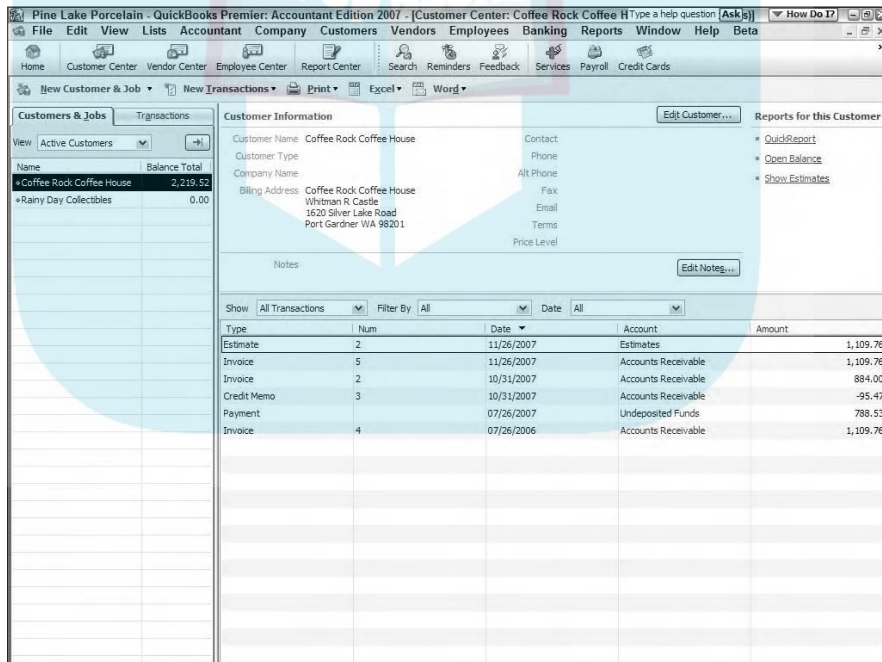 Pine Lake Porcelain - QuickBooks Premier: Accountant Edition 2007 - [Customer Center: Coffee Rock Coffee H Type a help question Ask s)] How Do I?
File Edit View Lists Accountant Company Customers Vendors Employees Banking Reports Window Help Beta
Home Customer Center Vendor Center Employee Center Report Center Search Reminders Feedback Services Payroll Credit Cards
New Customer & Job New Transactions Print Excel Word
Customers & Jobs Transactions
View Active Customers
Name Balance Total
Coffee Rock Coffee House 2,219.52
Rainy Day Collectibles 0.00
Customer Information Edit Customer...
Customer Name Coffee Rock Coffee House Contact
Customer Type Phone
Company Name Alt Phone
Billing Address Coffee Rock Coffee House Fax
Whitman R Castle
1620 Silver Lake Road Email
Port Gardner WA 98201 Terms
Price Level
Notes Edit Notes...
Reports for this Customer
QuickReport
Open Balance
Show Estimates
Show All Transactions Filter By All Date All
Type Num Date Account Amount
Estimate 2 11/26/2007 Estimates 1,109.76
Invoice 5 11/26/2007 Accounts Receivable 1,109.76
Invoice 2 10/31/2007 Accounts Receivable 884.00
Credit Memo 3 10/31/2007 Accounts Receivable -95.47
Payment 07/26/2007 Undeposited Funds 788.53
Invoice 4 07/26/2006 Accounts Receivable 1,109.76